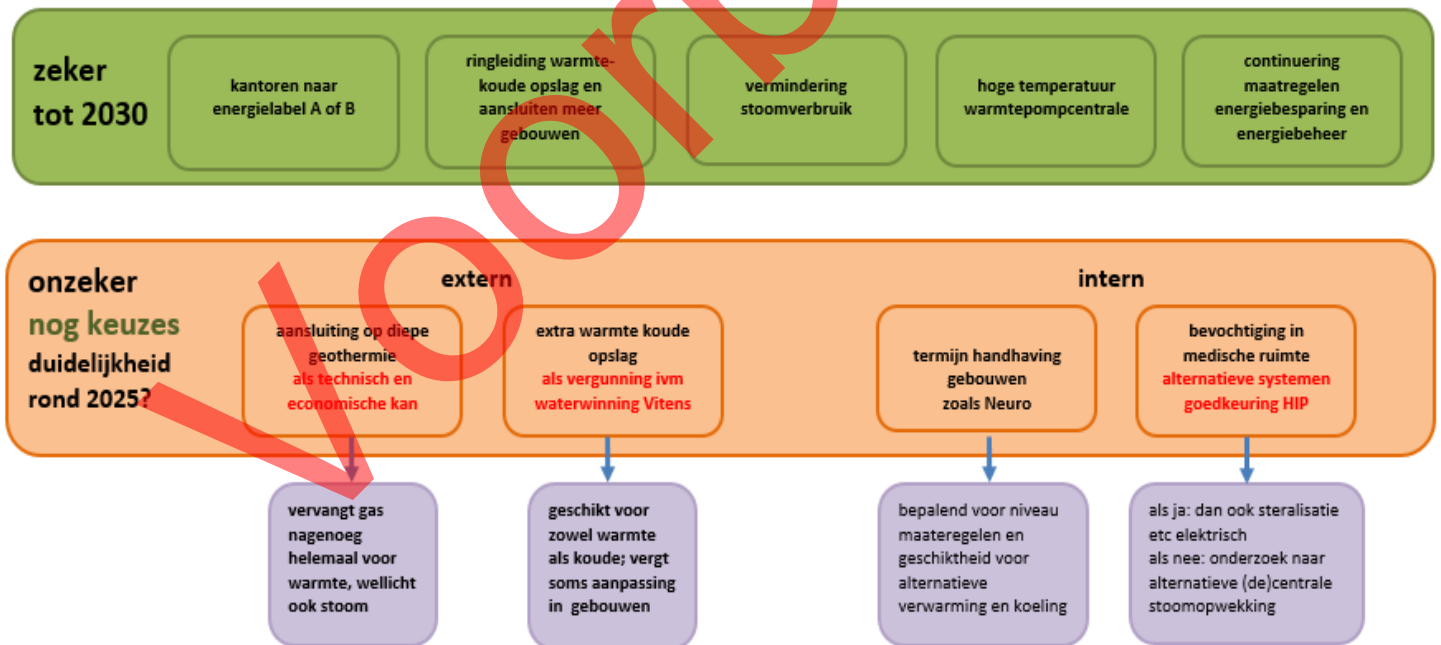 zeker
tot 2030
kantoren naar
energielabel A of B
ringleiding warmte-
koude opslag en
aansluiten meer
gebouwen
vermindering
stoomverbruik
hoge temperatuur
warmtepompcentrale
continuering
maatregelen
energiebesparing en
energiebeheer
onzeker
nog keuzes
duidelijkheid
rond 2025?
extern
intern
aansluiting op diepe
geothermie
als technisch en
economische kan
extra warmte koude
opslag
als vergunning ivm
waterwinning Vitens
termijn handhaving
gebouwen
zoals Neuro
bevochtiging in
medische ruimte
alternatieve systemen
goedkeuring HIP
vervangt gas
nagenoeg
helemaal voor
warmte, wellicht
ook stoom
geschikt voor
zowel warmte
als koude; vergt
soms aanpassing
in gebouwen
bepalend voor niveau
maateregelen en
geschiktheid voor
alternatieve
verwarming en koeling
als ja: dan ook steralisatie
etc elektrisch
als nee: onderzoek naar
alternatieve (de)centrale
stoomopwekking